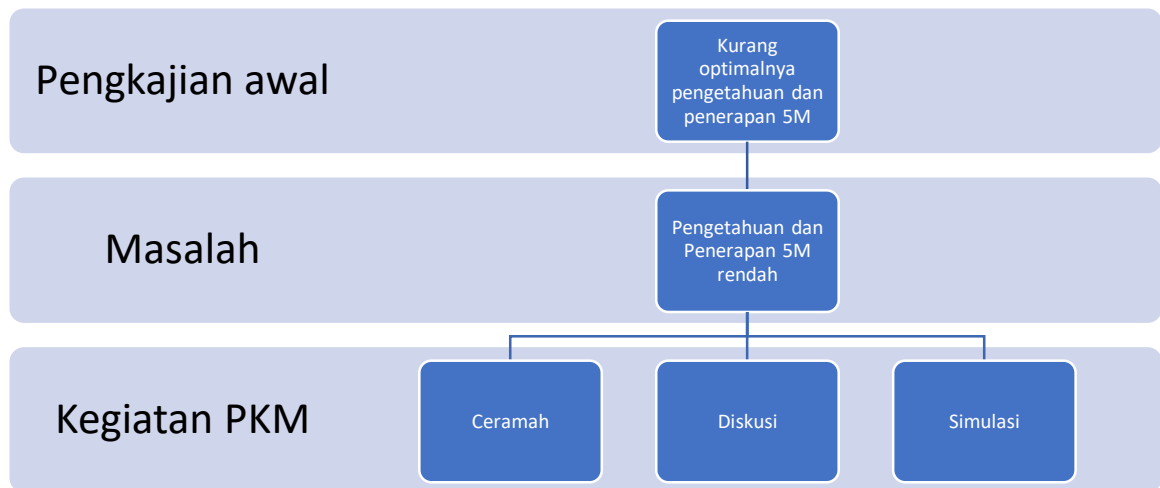 Pengkajian awal
Kurang
optimalnya
pengetahuan dan
penerapan 5M
Masalah
Pengetahuan dan
Penerapan 5M
rendah
Kegiatan PKM
Ceramah
Diskusi
Simulasi